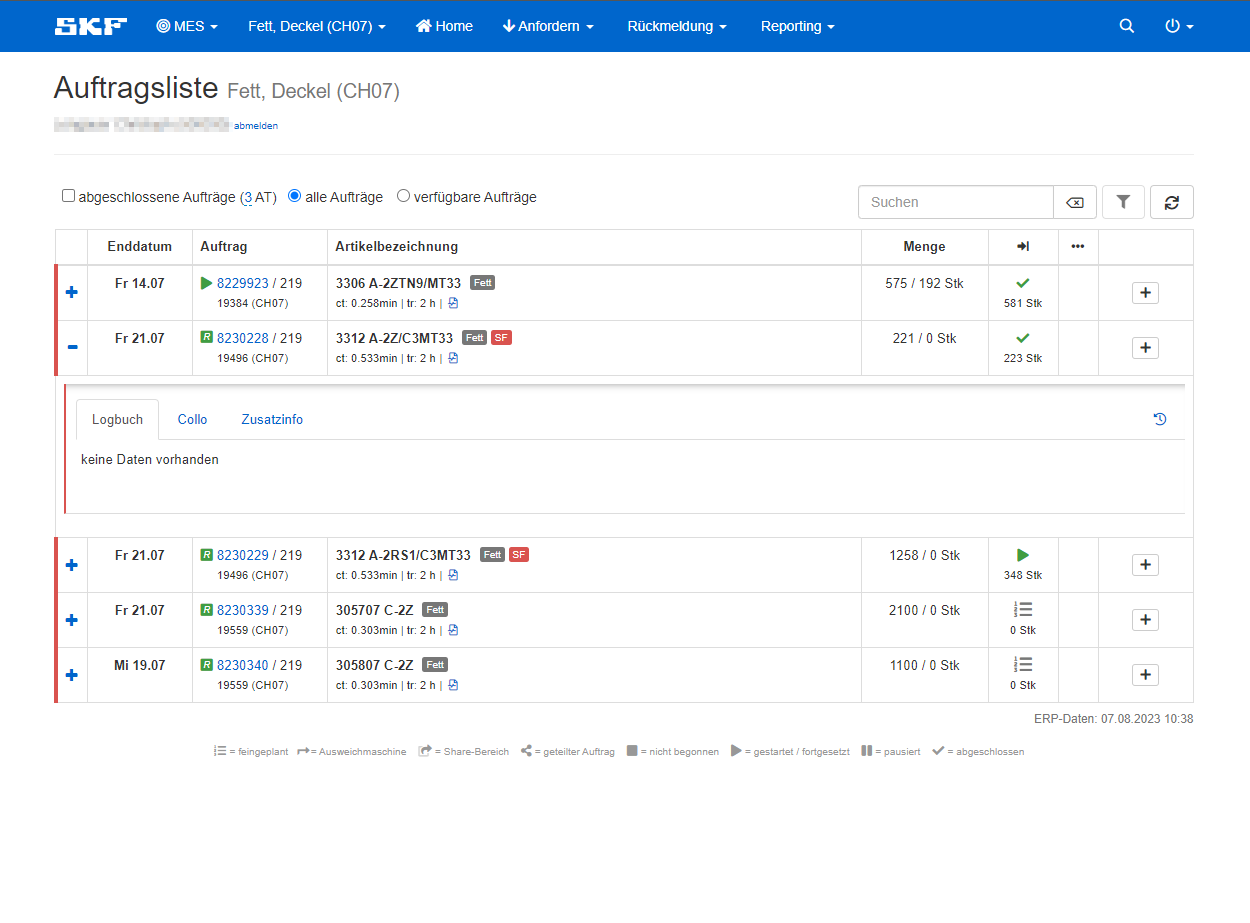 SKF MES Fett, Deckel (CH07) Home Anfordern Rückmeldung Reporting
Auftragsliste Fett, Deckel (CH07)
abmelden
abgeschlossene Aufträge (3 AT) alle Aufträge verfügbare Aufträge Suchen
Enddatum Auftrag Artikelbezeichnung Menge
Fr 14.07 8229923 / 219 3306 A-2ZTN9/MT33 Fett 575 / 192 Stk
19384 (CH07) ct: 0.258min | tr: 2 h | 581 Stk
Fr 21.07 R 8230228 / 219 3312 A-2Z/C3MT33 Fett SF 221 / 0 Stk
19496 (CH07) ct: 0.533min | tr: 2 h | 223 Stk
Logbuch Collo Zusatzinfo
keine Daten vorhanden
Fr 21.07 R 8230229 / 219 3312 A-2RS1/C3MT33 Fett SF 1258 / 0 Stk
19496 (CH07) ct: 0.533min | tr: 2 h | 348 Stk
Fr 21.07 R 8230339 / 219 305707 C-2Z Fett 2100 / 0 Stk
19559 (CH07) ct: 0.303min | tr: 2 h | 0 Stk
Mi 19.07 R 8230340 / 219 305807 C-2Z Fett 1100 / 0 Stk
19559 (CH07) ct: 0.303min | tr: 2 h | 0 Stk
ERP-Daten: 07.08.2023 10:38
= feingeplant = Ausweichmaschine = Share-Bereich = geteilter Auftrag = nicht begonnen = gestartet / fortgesetzt = pausiert = abgeschlossen